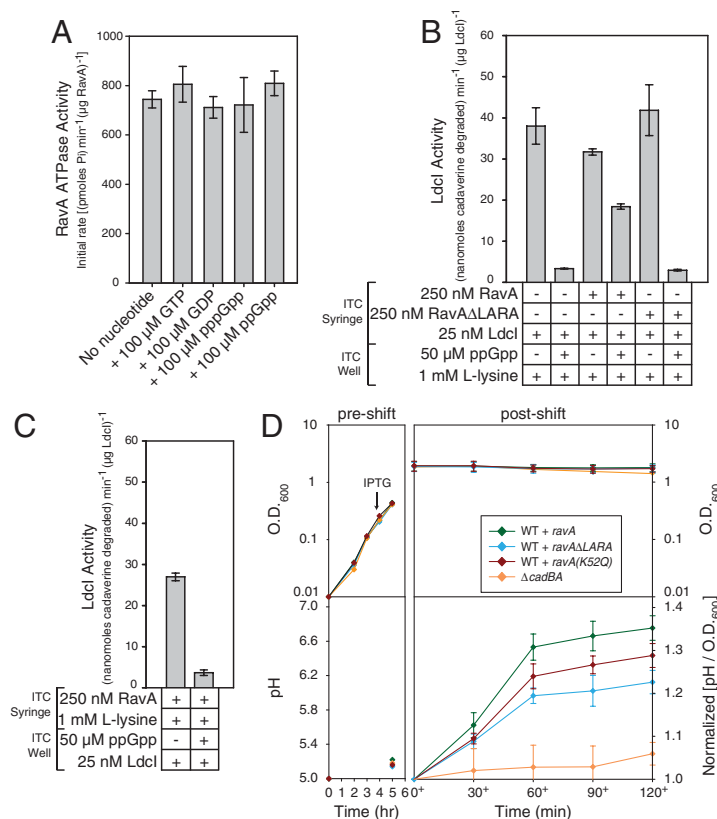 A
RavA ATPase Activity
Initial rate [(pmoles Pi) min⁻¹ (µg RavA)⁻¹]
1000
800
600
400
200
0
No nucleotide
+ 100 µM GTP
+ 100 µM GDP
+ 100 µM pppGpp
+ 100 µM ppGpp
B
LdcI Activity
(nanomoles cadaverine degraded) min⁻¹ (µg LdcI)⁻¹
60
50
40
30
20
10
0
ITC Syringe
ITC Well
250 nM RavA - - + + - -
250 nM RavAΔLARA - - - - + +
25 nM LdcI + + + + + +
50 µM ppGpp - + - + - +
1 mM L-lysine + + + + + +
C
LdcI Activity
(nanomoles cadaverine degraded) min⁻¹ (µg LdcI)⁻¹
60
50
40
30
20
10
0
ITC Syringe
ITC Well
250 nM RavA + +
1 mM L-lysine + +
50 µM ppGpp - +
25 nM LdcI + +
D
pre-shift
post-shift
O.D.₆₀₀
10
1
0.1
0.01
IPTG
10
1
0.1
0.01
O.D.₆₀₀
WT + ravA
WT + ravAΔLARA
WT + ravA(K52Q)
ΔcadBA
pH
7.0
6.6
6.2
5.8
5.4
5.0
0 1 2 3 4 5 6
Time (hr)
0⁺ 30⁺ 60⁺ 90⁺ 120⁺
Time (min)
1.4
1.3
1.2
1.1
1.0
Normalized [pH / O.D.₆₀₀]